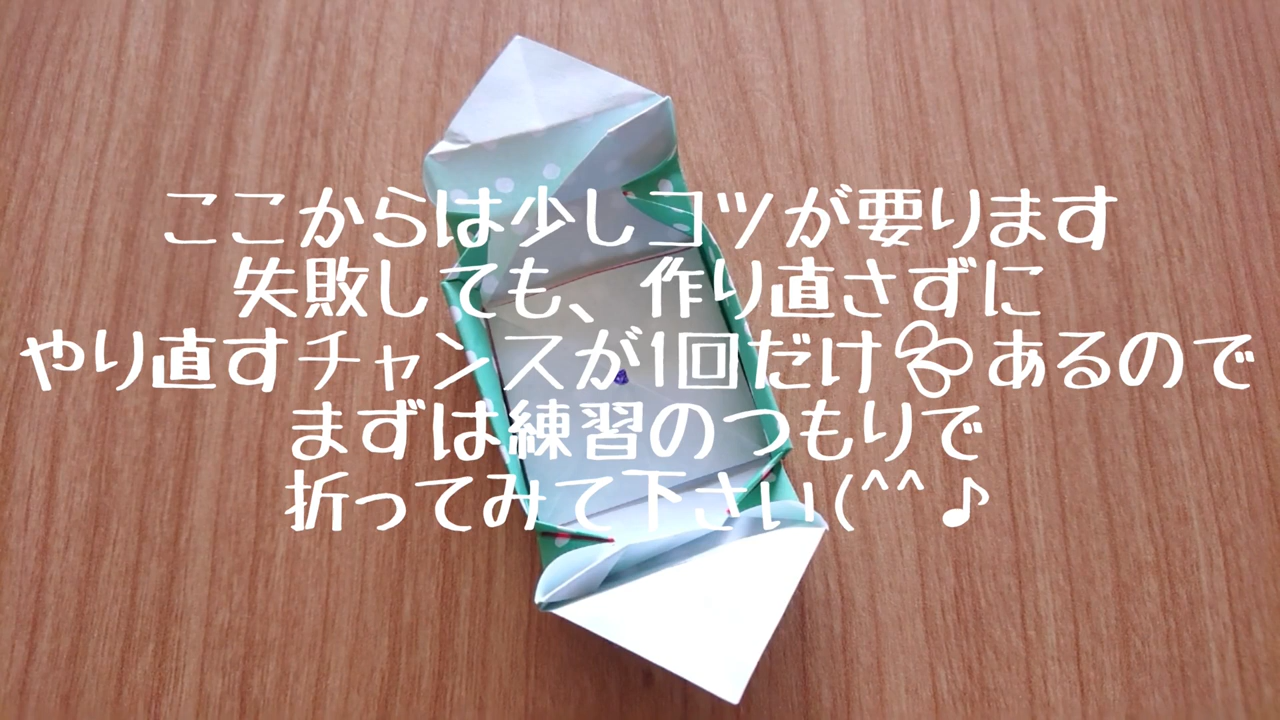 ここからは少しコツが要ります
失敗しても、作り直さずに
やり直すチャンスが1回だけあるので
まずは練習のつもりで
折ってみて下さい(^^♪